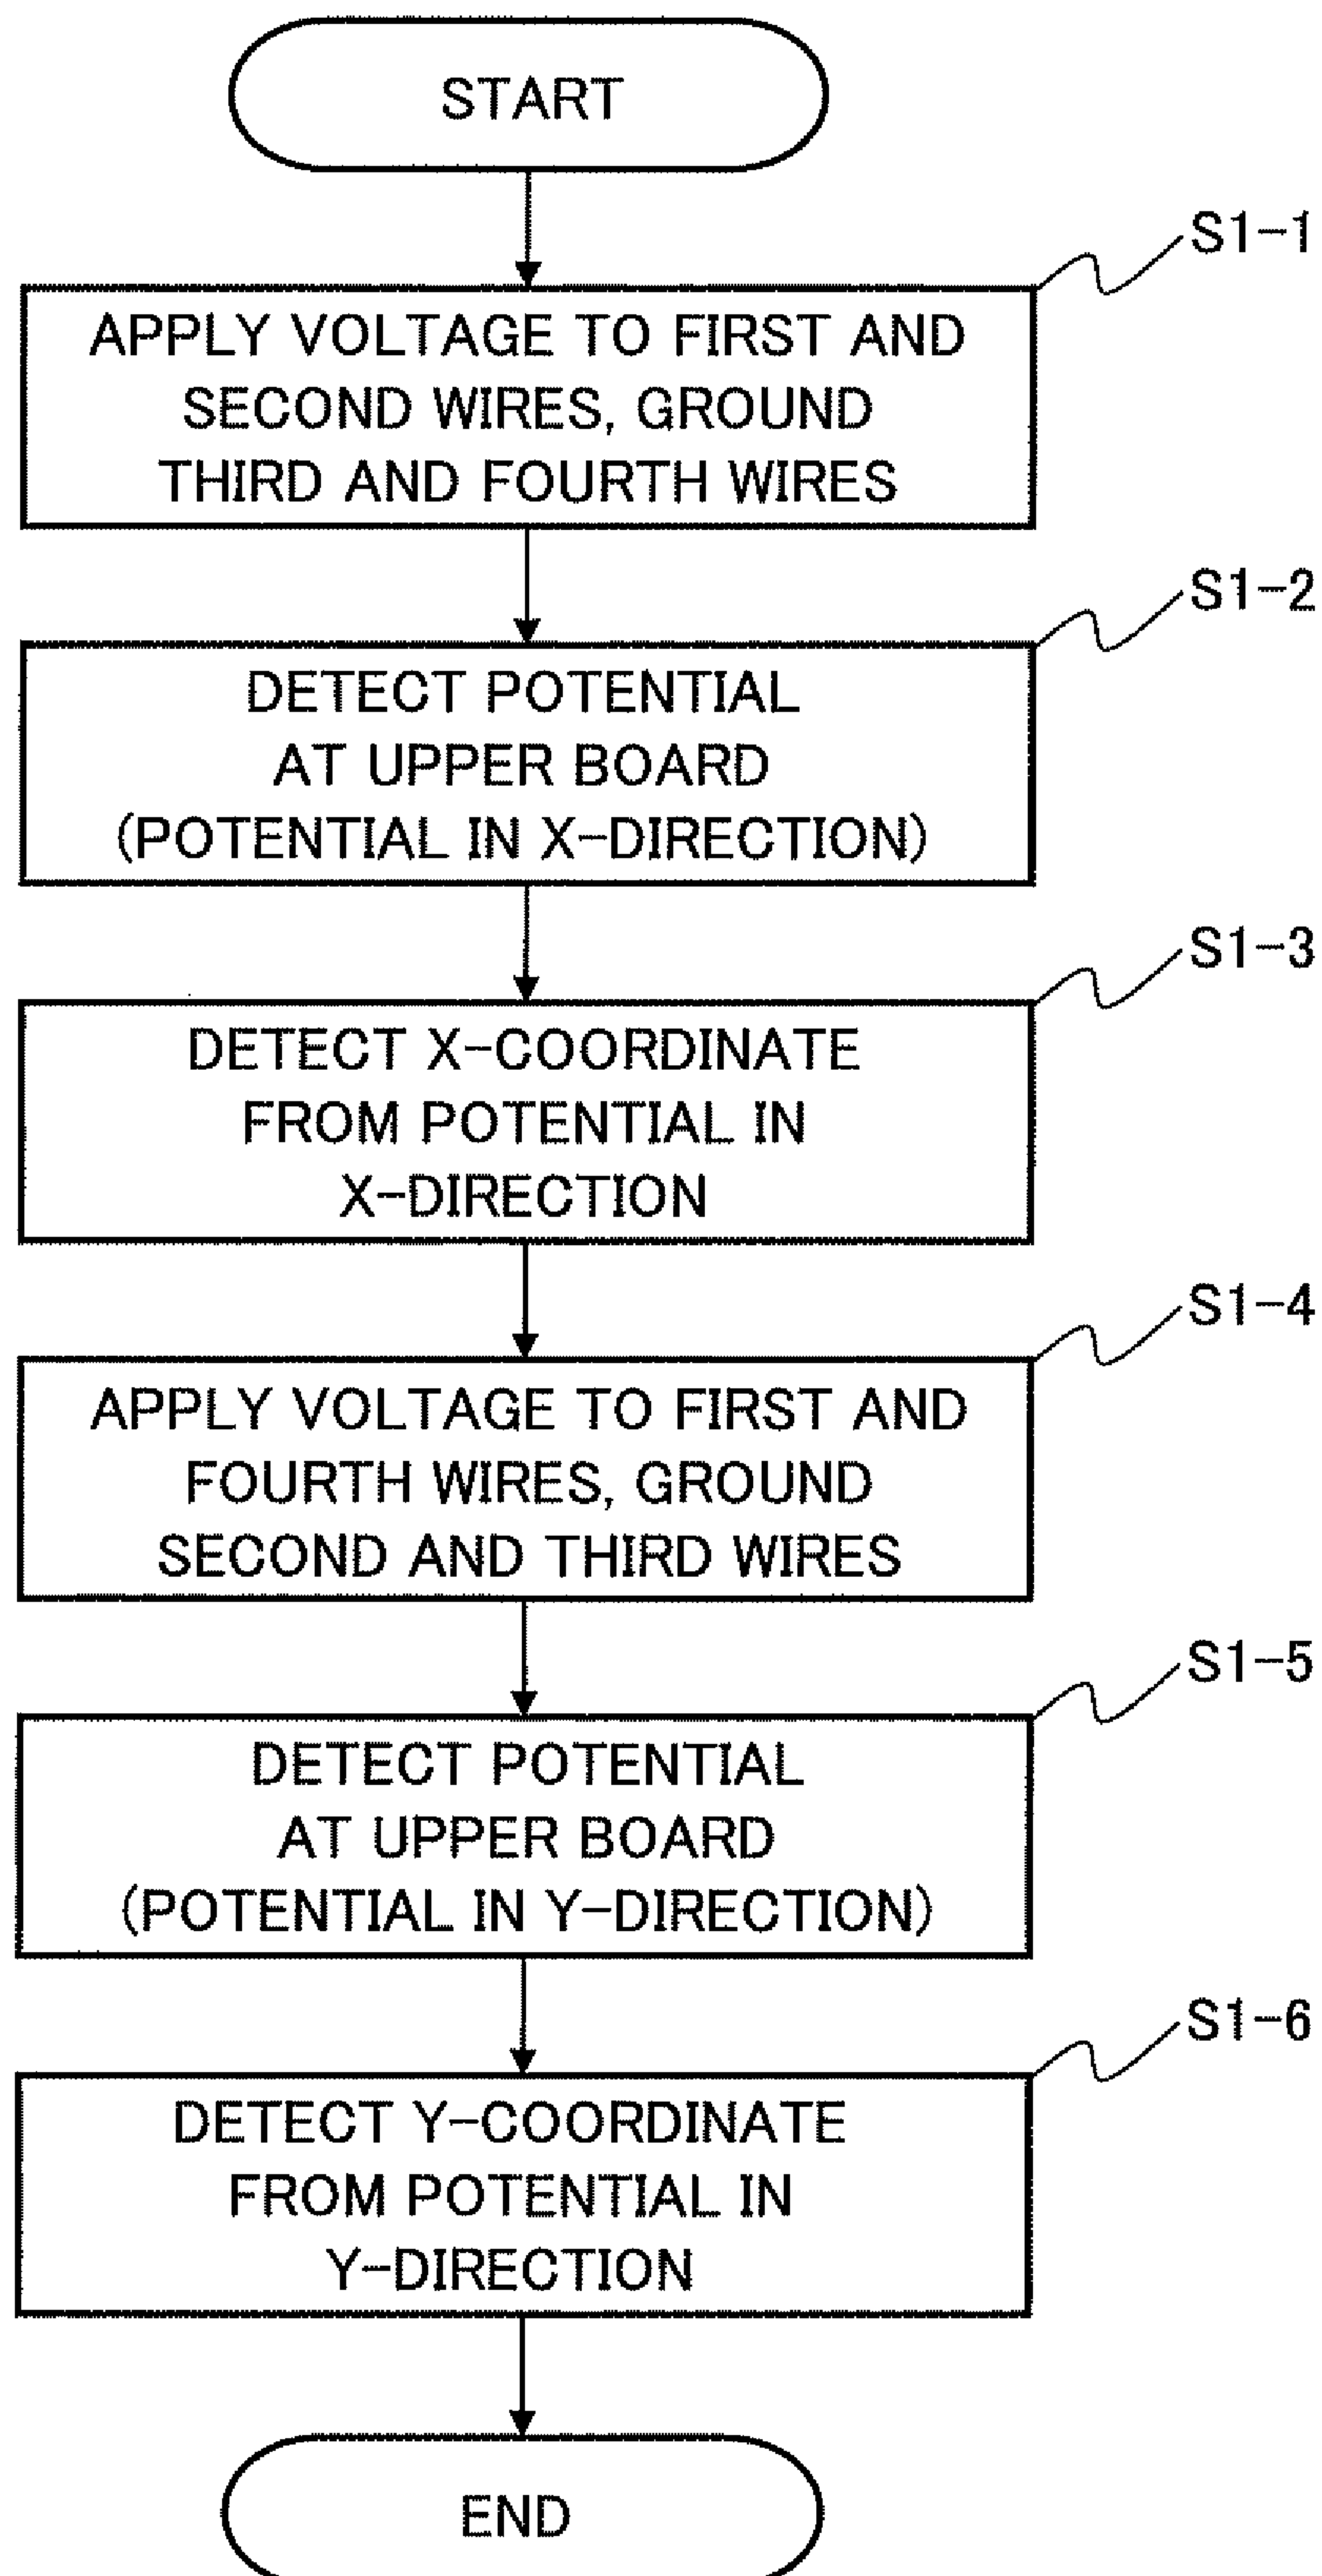 START
S1-1
APPLY VOLTAGE TO FIRST AND
SECOND WIRES, GROUND
THIRD AND FOURTH WIRES
S1-2
DETECT POTENTIAL
AT UPPER BOARD
(POTENTIAL IN X-DIRECTION)
S1-3
DETECT X-COORDINATE
FROM POTENTIAL IN
X-DIRECTION
S1-4
APPLY VOLTAGE TO FIRST AND
FOURTH WIRES, GROUND
SECOND AND THIRD WIRES
S1-5
DETECT POTENTIAL
AT UPPER BOARD
(POTENTIAL IN Y-DIRECTION)
S1-6
DETECT Y-COORDINATE
FROM POTENTIAL IN
Y-DIRECTION
END